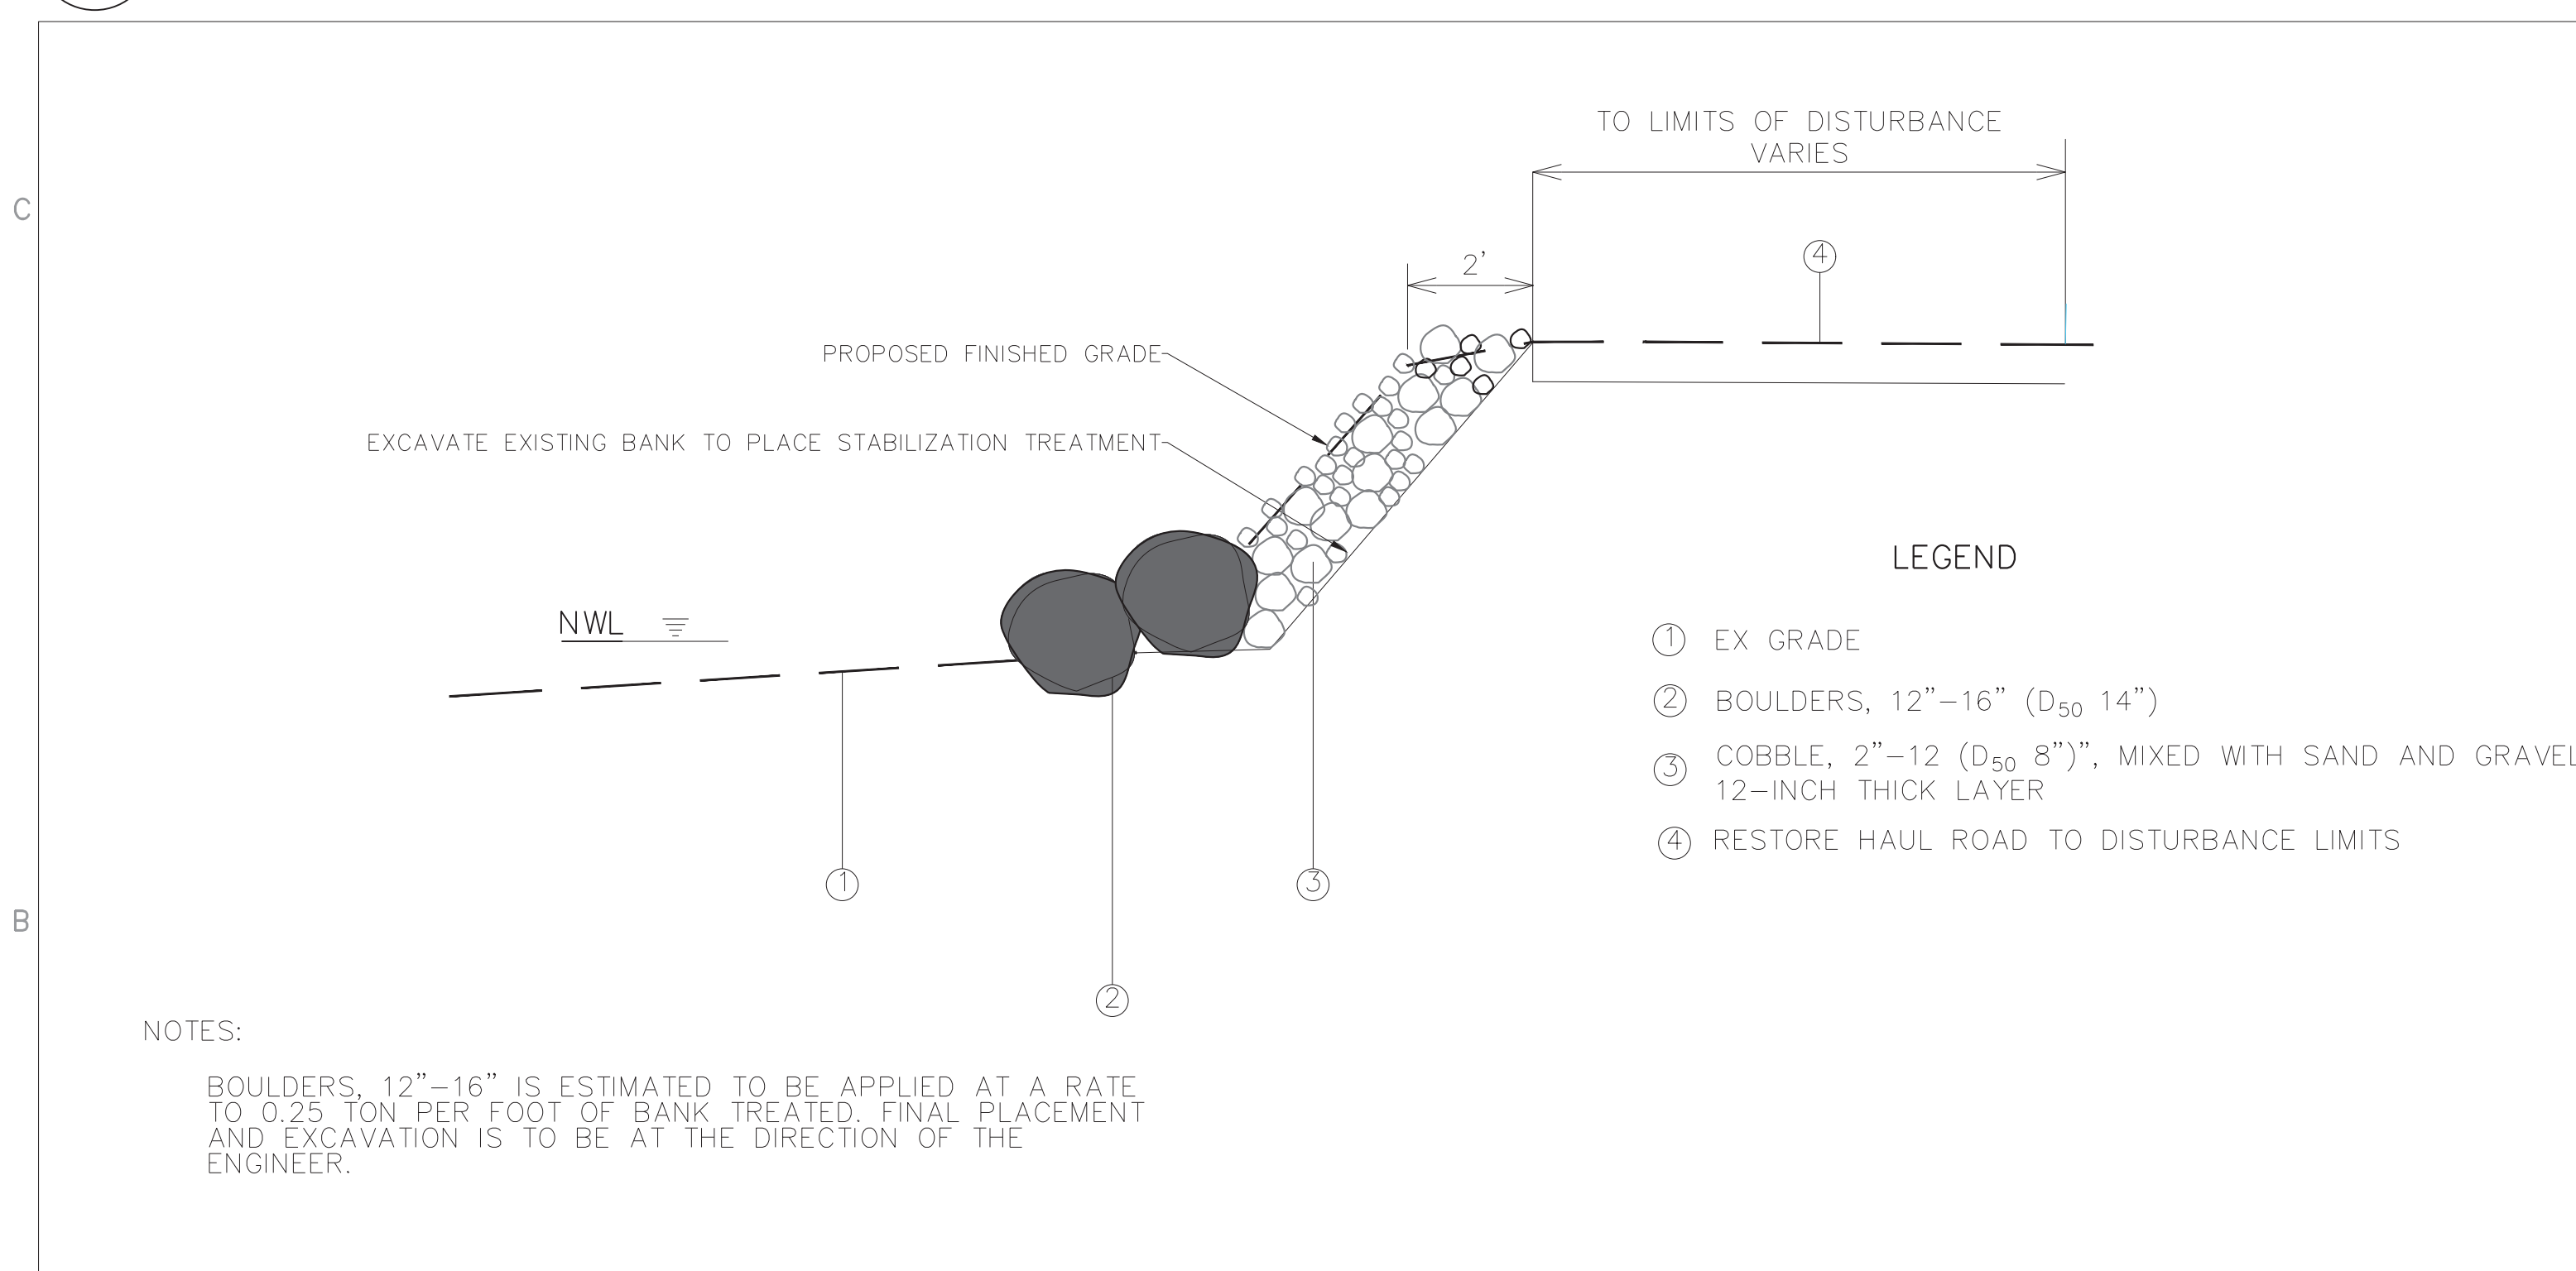 C
TO LIMITS OF DISTURBANCE
VARIES
4
2’
PROPOSED FINISHED GRADE
EXCAVATE EXISTING BANK TO PLACE STABILIZATION TREATMENT
NWL
LEGEND
1 EX GRADE
2 BOULDERS, 12”–16” (D50 14”)
3 COBBLE, 2”–12 (D50 8”)”, MIXED WITH SAND AND GRAVEL
12–INCH THICK LAYER
4 RESTORE HAUL ROAD TO DISTURBANCE LIMITS
1
3
B
2
NOTES:
BOULDERS, 12”–16” IS ESTIMATED TO BE APPLIED AT A RATE
TO 0.25 TON PER FOOT OF BANK TREATED. FINAL PLACEMENT
AND EXCAVATION IS TO BE AT THE DIRECTION OF THE
ENGINEER.